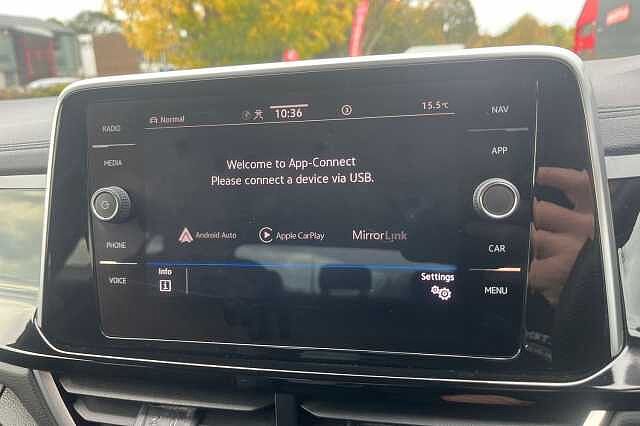 Normal
10:36
3
15.5°C
RADIO
MEDIA
PHONE
VOICE
Welcome to App-Connect
Please connect a device via USB.
Android Auto
Apple CarPlay
MirrorLink
Info
Settings
NAV
APP
CAR
MENU